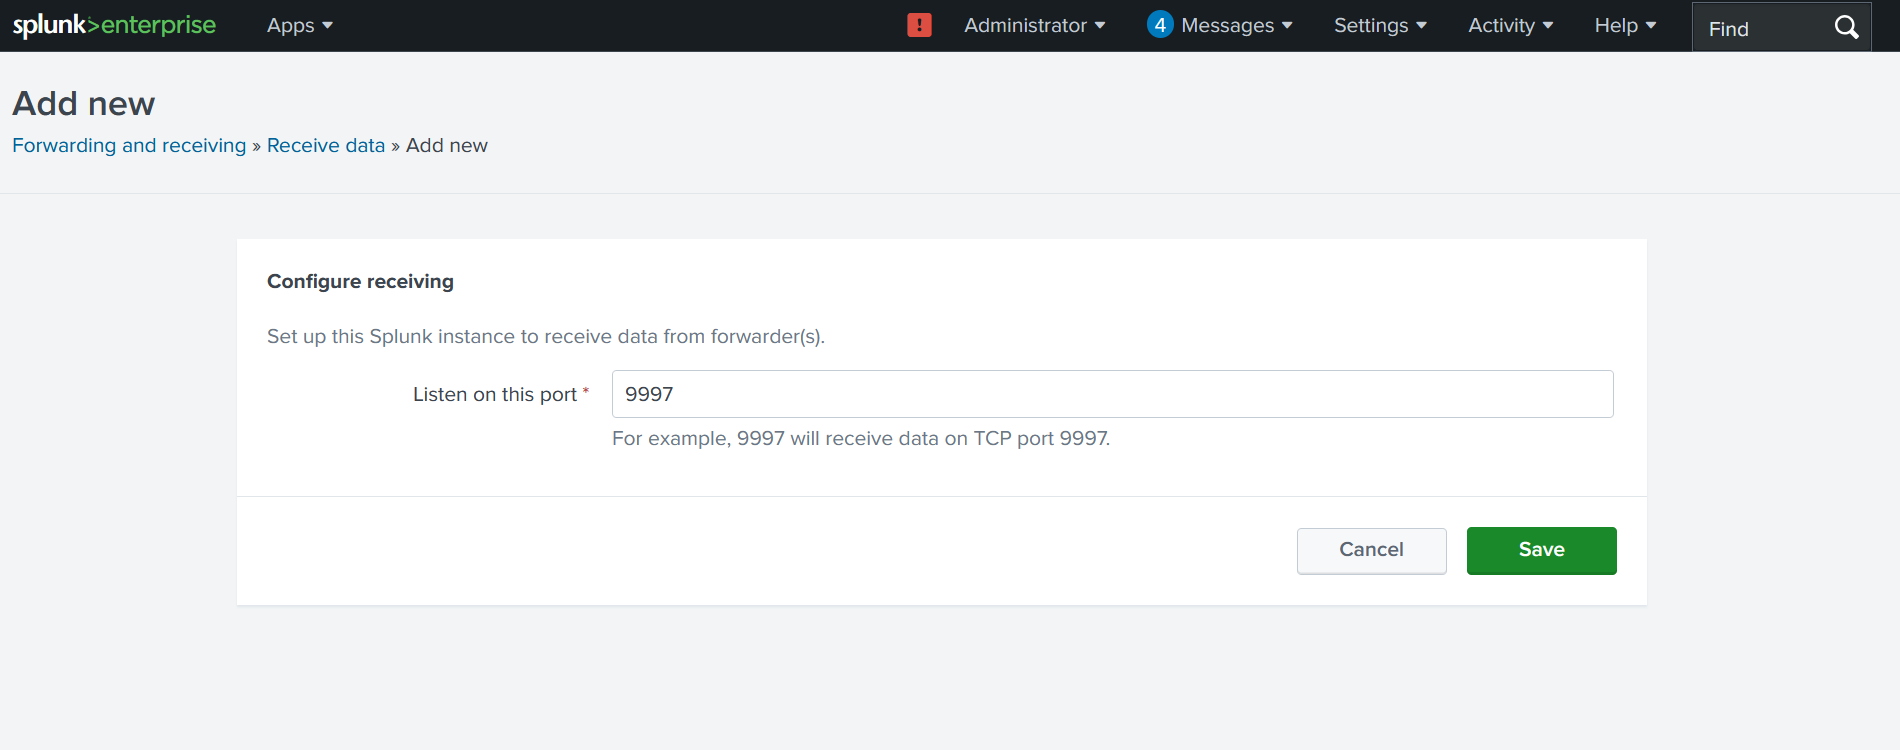 splunk>enterprise Apps Administrator 4 Messages Settings Activity Help Find
Add new
Forwarding and receiving » Receive data » Add new
Configure receiving
Set up this Splunk instance to receive data from forwarder(s).
Listen on this port * 9997
For example, 9997 will receive data on TCP port 9997.
Cancel Save